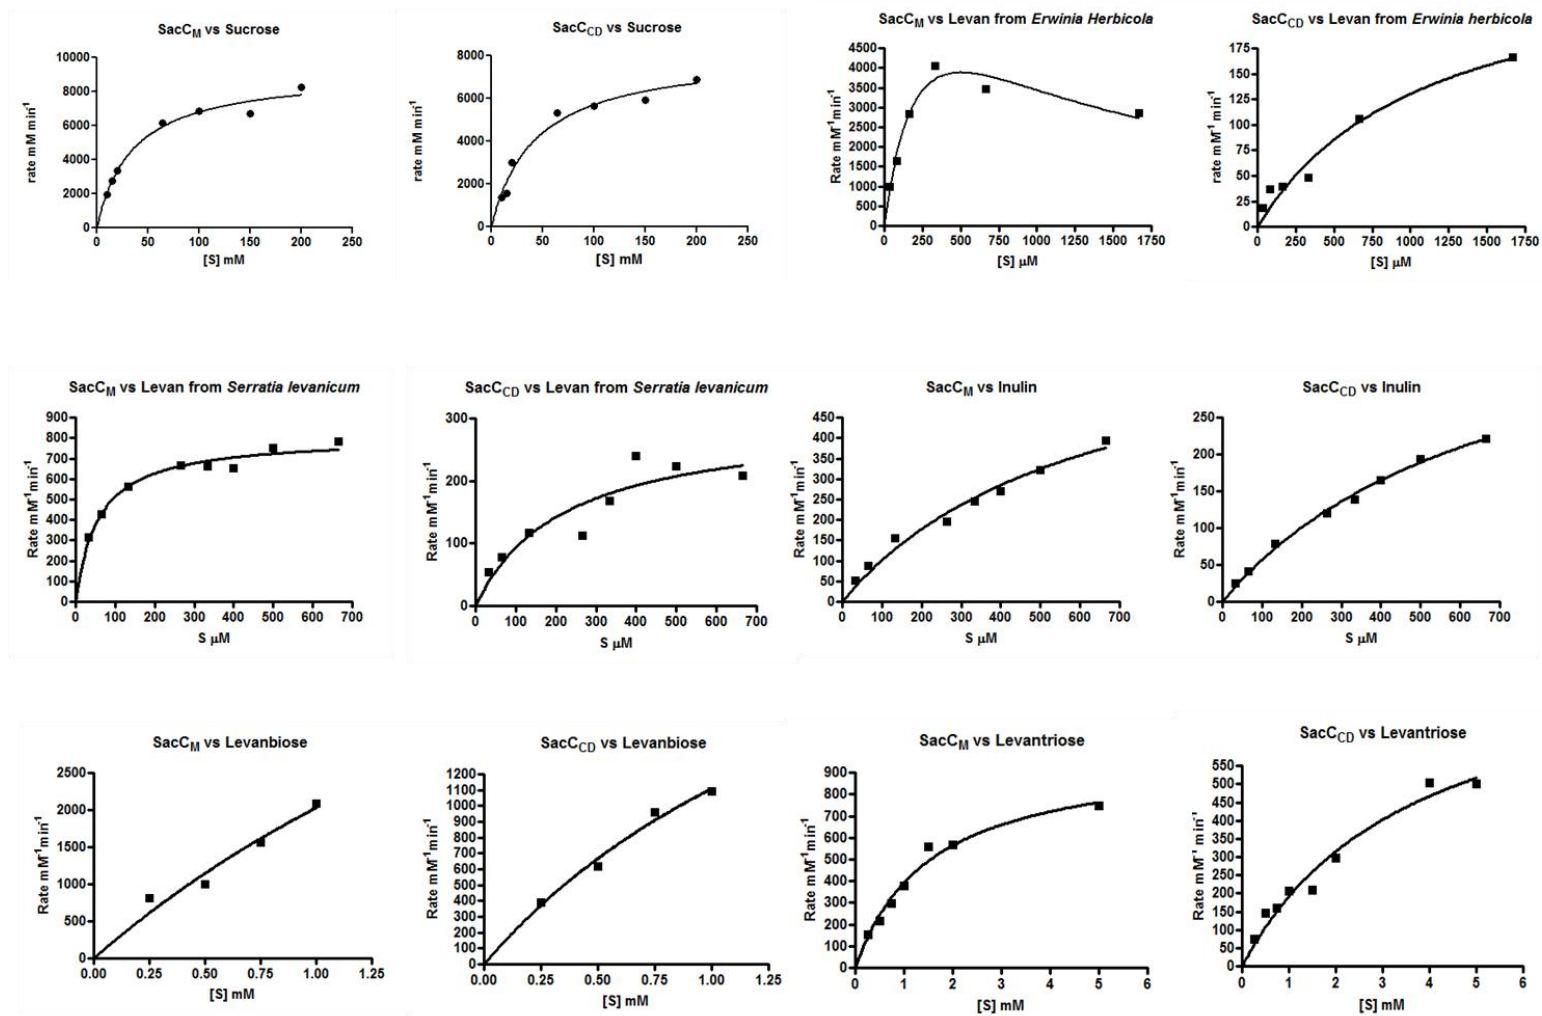 SacC_M vs Sucrose
rate mM min⁻¹
10000
8000
6000
4000
2000
0
0 50 100 150 200 250
[S] mM
SacC_CD vs Sucrose
rate mM min⁻¹
8000
6000
4000
2000
0
0 50 100 150 200 250
[S] mM
SacC_M vs Levan from Erwinia Herbicola
Rate mM⁻¹ min⁻¹
4500
4000
3500
3000
2500
2000
1500
1000
500
0
0 250 500 750 1000 1250 1500 1750
[S] μM
SacC_CD vs Levan from Erwinia herbicola
rate mM⁻¹ min⁻¹
175
150
125
100
75
50
25
0
0 250 500 750 1000 1250 1500 1750
[S] μM
SacC_M vs Levan from Serratia levanicum
Rate mM⁻¹min⁻¹
900
800
700
600
500
400
300
200
100
0
0 100 200 300 400 500 600 700
S μM
SacC_CD vs Levan from Serratia levanicum
Rate mM⁻¹min⁻¹
300
200
100
0
0 100 200 300 400 500 600 700
S μM
SacC_M vs Inulin
Rate mM⁻¹min⁻¹
450
400
350
300
250
200
150
100
50
0
0 100 200 300 400 500 600 700
S μM
SacC_CD vs Inulin
Rate mM⁻¹min⁻¹
250
200
150
100
50
0
0 100 200 300 400 500 600 700
S μM
SacC_M vs Levanbiose
Rate mM⁻¹min⁻¹
2500
2000
1500
1000
500
0
0.00 0.25 0.50 0.75 1.00 1.25
[S] mM
SacC_CD vs Levanbiose
Rate mM⁻¹min⁻¹
1200
1100
1000
900
800
700
600
500
400
300
200
100
0
0.00 0.25 0.50 0.75 1.00 1.25
[S] mM
SacC_M vs Levantriose
Rate mM⁻¹min⁻¹
900
800
700
600
500
400
300
200
100
0
0 1 2 3 4 5 6
[S] mM
SacC_CD vs Levantriose
Rate mM⁻¹ min⁻¹
550
500
450
400
350
300
250
200
150
100
50
0
0 1 2 3 4 5 6
[S] mM